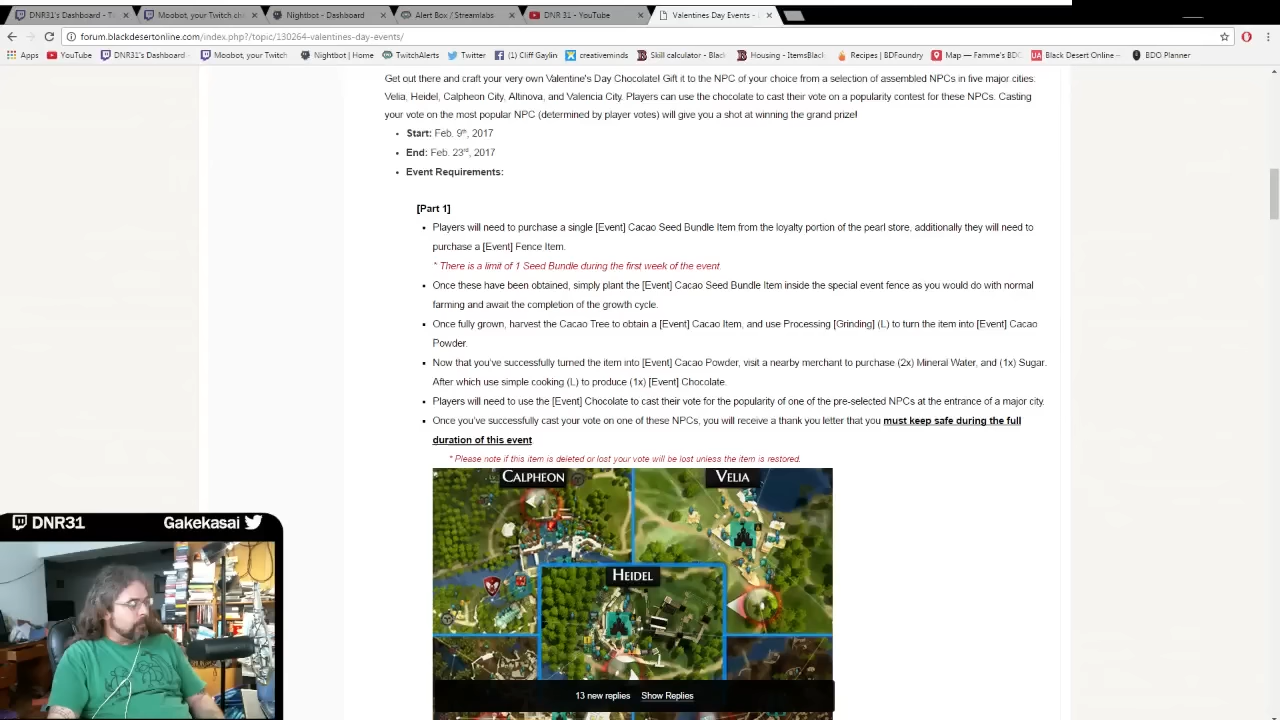 DNR31's Dashboard - T
Moobot, your Twitch ch
Nightbot - Dashboard
Alert Box / Streamlabs
DNR 31 - YouTube
Valentines Day Events -
forum.blackdesertonline.com/index.php?/topic/130264-valentines-day-events/
Apps
YouTube
DNR31's Dashboard
Moobot, your Twitch
Nightbot | Home
TwitchAlerts
Twitter
(1) Cliff Gaylin
creativeminds
Skill calculator - Black
Housing - ItemsBlack
Recipes | BDFoundry
Map — Famme's BDO
Black Desert Online –
BDO Planner
Get out there and craft your very own Valentine's Day Chocolate! Gift it to the NPC of your choice from a selection of assembled NPCs in five major cities:
Velia, Heidel, Calpheon City, Altinova, and Valencia City. Players can use the chocolate to cast their vote on a popularity contest for these NPCs. Casting
your vote on the most popular NPC (determined by player votes) will give you a shot at winning the grand prize!
• Start: Feb. 9th, 2017
• End: Feb. 23rd, 2017
• Event Requirements:
[Part 1]
Players will need to purchase a single [Event] Cacao Seed Bundle Item from the loyalty portion of the pearl store, additionally they will need to
purchase a [Event] Fence Item.
* There is a limit of 1 Seed Bundle during the first week of the event.
Once these have been obtained, simply plant the [Event] Cacao Seed Bundle Item inside the special event fence as you would do with normal
farming and await the completion of the growth cycle.
Once fully grown, harvest the Cacao Tree to obtain a [Event] Cacao Item, and use Processing [Grinding] (L) to turn the item into [Event] Cacao
Powder.
Now that you've successfully turned the item into [Event] Cacao Powder, visit a nearby merchant to purchase (2x) Mineral Water, and (1x) Sugar.
After which use simple cooking (L) to produce (1x) [Event] Chocolate.
Players will need to use the [Event] Chocolate to cast their vote for the popularity of one of the pre-selected NPCs at the entrance of a major city.
Once you've successfully cast your vote on one of these NPCs, you will receive a thank you letter that you must keep safe during the full
duration of this event
* Please note if this item is deleted or lost your vote will be lost unless the item is restored.
CALPHEON
VELIA
HEIDEL
13 new replies Show Replies
DNR31
Gakekasai